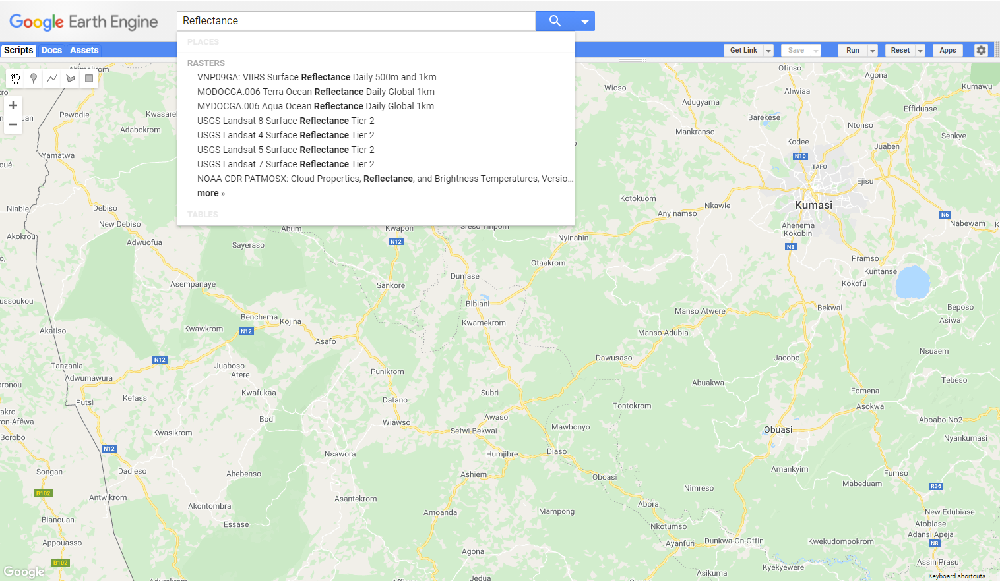 Google Earth Engine
Reflectance
Scripts Docs Assets
Get Link Save Run Reset Apps
PLACES
RASTERS
VNP09GA: VIIRS Surface Reflectance Daily 500m and 1km
MODOCGA.006 Terra Ocean Reflectance Daily Global 1km
MYDOCGA.006 Aqua Ocean Reflectance Daily Global 1km
USGS Landsat 8 Surface Reflectance Tier 2
USGS Landsat 4 Surface Reflectance Tier 2
USGS Landsat 5 Surface Reflectance Tier 2
USGS Landsat 7 Surface Reflectance Tier 2
NOAA CDR PATMOSX: Cloud Properties, Reflectance, and Brightness Temperatures, Versio...
more »
TABLES
Ahimakrom
Ofinso
Agona
Wioso
Ahwiaa
Kumawu
Adugyama
Effiduase
Pewodie
Kwasare
Barekese
Ntonso
Adabokrom
Mankranso
Senkye
Kodee
Juaben
Yamatwa
N10
oué
TAFO
Ejisu
Kotokuom
Niable
Debiso
Nkawie
Kumasi
Anyinamso
N6
New Debiso
Nabewam
Ahenema
Kokobin
Abum
Kwapon
Sreso Tinpom
Akokrou
Nyinahin
Adwuofua
N12
Sayeraso
N8
Pramso
Otaakrom
Kuntanse
Dumase
Asempanaye
Sankore
Kokofu
ussoukou
Bibiani
Bekwai
Beposo
Manso Atwere
Benchema
Kojina
Kwamekrom
Asiwa
Akatiso
Kwawkrom
N12
Manso Adubia
Asafo
Nsuaem
N12
Dawusaso
Jacobo
Tanzania
Juaboso
Afere
Punikrom
Adwumawura
Abuakwa
Tebeso
pronou
Kwafukaa
Subri
Fomena
Kefass
Datano
Putsi
Tontokrom
Asokwa
akro
Bodi
Awaso
Aboabo No2
ron-Afêwa
Wiawso
Mawbonyo
Obuasi
Kwasikrom
Sefwi Bekwai
Borobo
Nyankumasi
N12
Nsawora
Humjibre
Diaso
Songan
Dadieso
Ahebenso
Ashiem
Oboasi
Amankyim
Fumso
Mabeduam
R36
B102
Nimreso
Antwikrom
Asantekrom
Abora
Akontombra
Amoanda
Mampong
New Edubiase
Bianouan
Essase
Nkotumso
Atobiase
Adansi Apeja
Appouasso
Ayanfuri
Dunkwa-On-Offin
Kwekudompokrom
N8
Agona
B102
Assin Prasu
Kyekyewere
Google
Asikuma
Jedua
Keyboard shortcuts